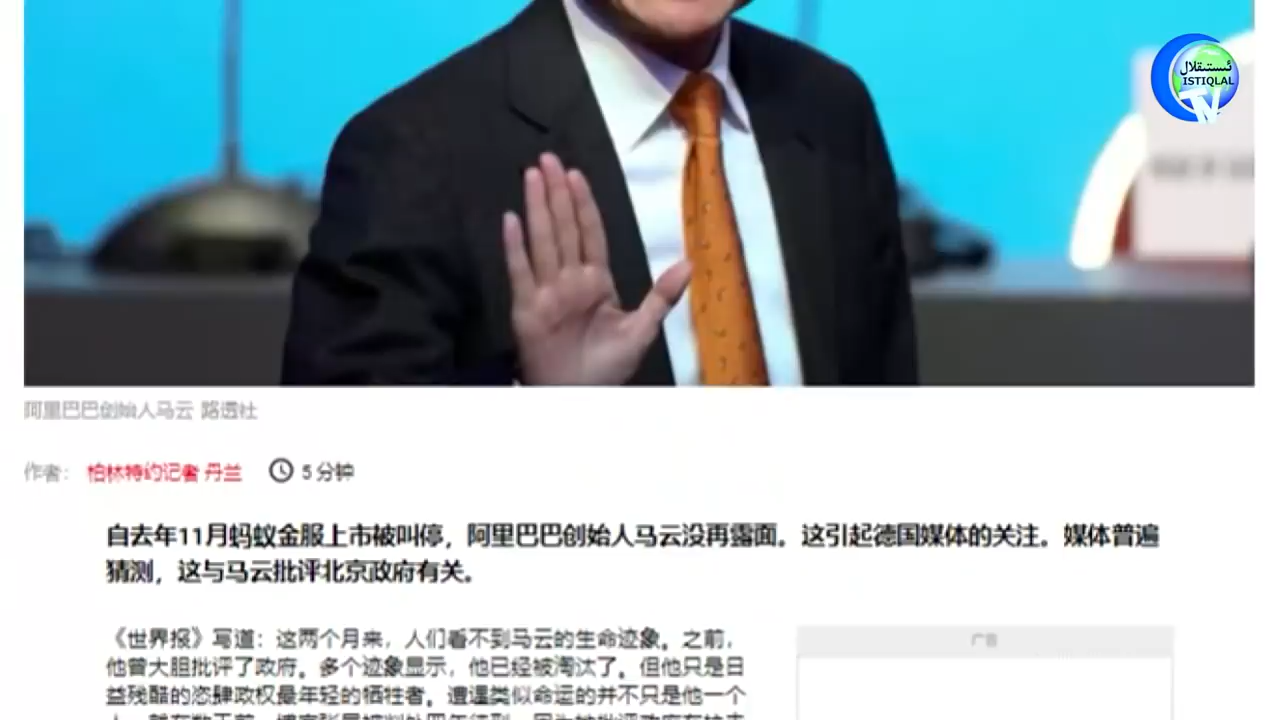 ئىستىقلال
ISTIQLAL
TV
阿里巴巴创始人马云 路透社
作者： 柏林特约记者 丹兰 5 分钟
自去年11月蚂蚁金服上市被叫停，阿里巴巴创始人马云没再露面。这引起德国媒体的关注。媒体普遍
猜测，这与马云批评北京政府有关。
《世界报》写道：这两个月来，人们看不到马云的生命迹象。之前，
广告
他曾大胆批评了政府。多个迹象显示，他已经被淘汰了。但他只是日
益残酷的恣肆政权最年轻的牺牲者。遭遇类似命运的并不只是他一个